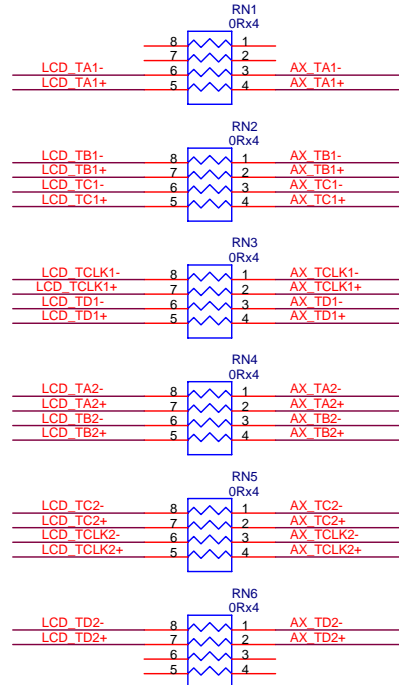 RN1
0Rx4
8 1
7 2
LCD_TA1- 6 3 AX_TA1-
LCD_TA1+ 5 4 AX_TA1+
RN2
0Rx4
LCD_TB1- 8 1 AX_TB1-
LCD_TB1+ 7 2 AX_TB1+
LCD_TC1- 6 3 AX_TC1-
LCD_TC1+ 5 4 AX_TC1+
RN3
0Rx4
LCD_TCLK1- 8 1 AX_TCLK1-
LCD_TCLK1+ 7 2 AX_TCLK1+
LCD_TD1- 6 3 AX_TD1-
LCD_TD1+ 5 4 AX_TD1+
RN4
0Rx4
LCD_TA2- 8 1 AX_TA2-
LCD_TA2+ 7 2 AX_TA2+
LCD_TB2- 6 3 AX_TB2-
LCD_TB2+ 5 4 AX_TB2+
RN5
0Rx4
LCD_TC2- 8 1 AX_TC2-
LCD_TC2+ 7 2 AX_TC2+
LCD_TCLK2- 6 3 AX_TCLK2-
LCD_TCLK2+ 5 4 AX_TCLK2+
RN6
0Rx4
LCD_TD2- 8 1 AX_TD2-
LCD_TD2+ 7 2 AX_TD2+
6 3
5 4